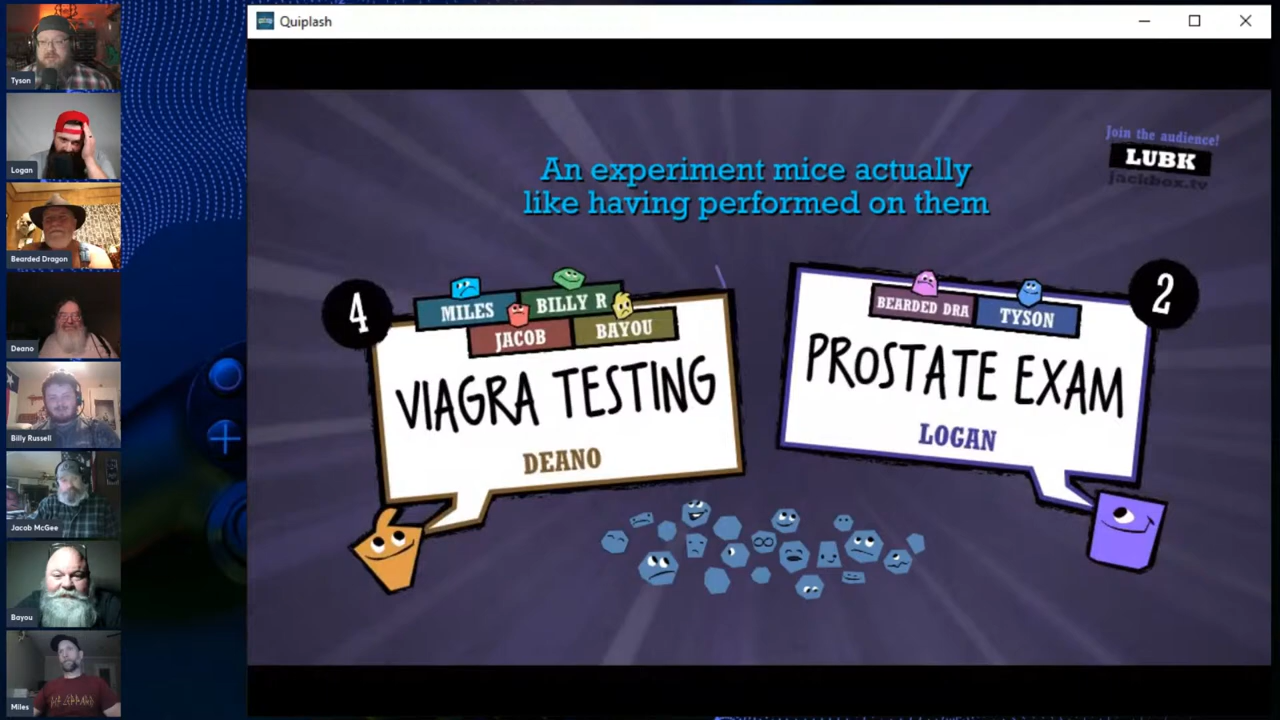 Quiplash
Tyson
Logan
Bearded Dragon
Deano
Billy Russell
Jacob McGee
Bayou
Miles
An experiment mice actually
like having performed on them
Join the audience!
LUBK
jackbox.tv
4
MILES
BILLY R
JACOB
BAYOU
VIAGRA TESTING
DEANO
2
BEARDED DRA
TYSON
PROSTATE EXAM
LOGAN